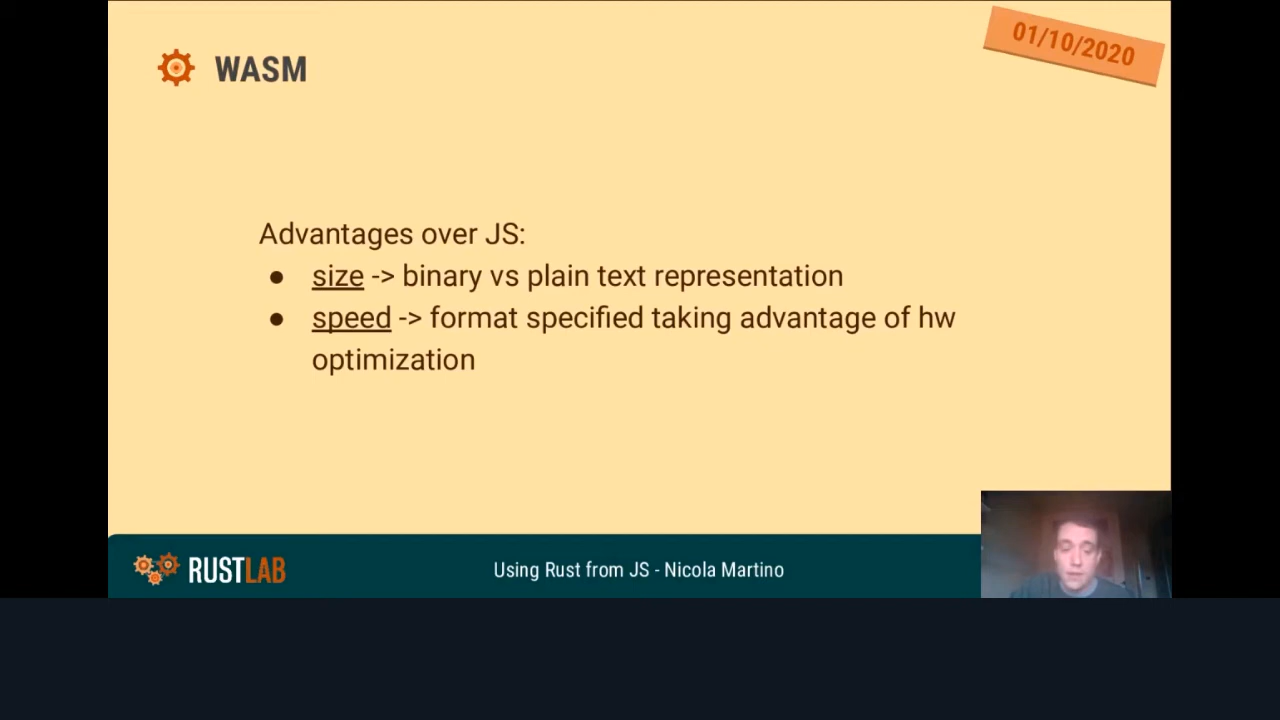 01/10/2020
WASM
Advantages over JS:
● size -> binary vs plain text representation
● speed -> format specified taking advantage of hw
optimization
RUSTLAB
Using Rust from JS - Nicola Martino